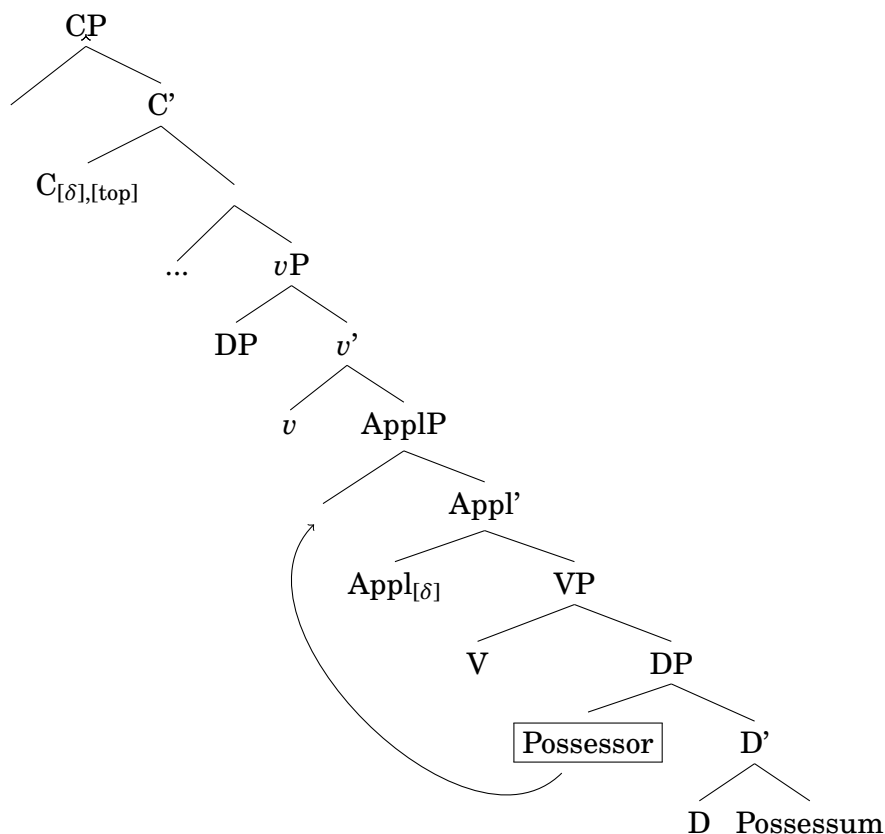 CP
C’
C[δ],[top]
...
vP
DP
v’
v
ApplP
Appl’
Appl[δ]
VP
V
DP
Possessor
D’
D
Possessum